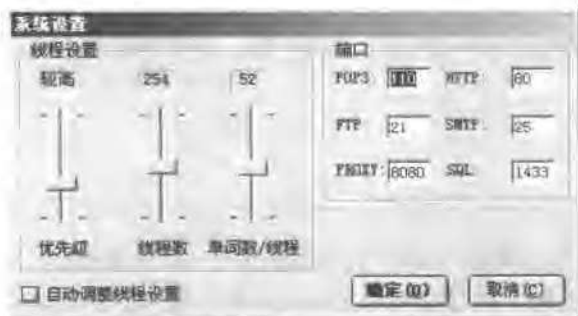 系统设置
线程设置
较高 254 52
优先级 线程数 单词数/线程
端口
POP3: 110 HTTP: 80
FTP: 21 SMTP: 25
PROXY: 8080 SQL: 1433
自动调整线程设置
确定(O) 取消(C)